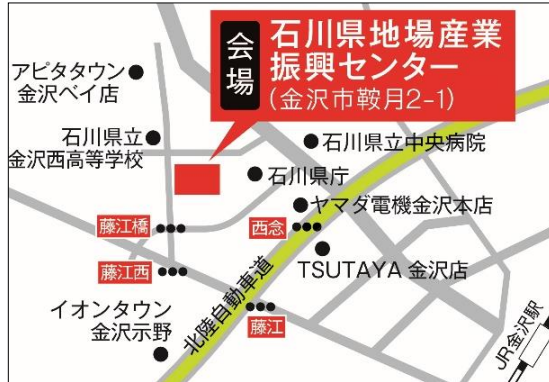 会場
石川県地場産業
振興センター
(金沢市鞍月2-1)
アピタタウン
金沢ベイ店
石川県立
金沢西高等学校
石川県立中央病院
石川県庁
ヤマダ電機金沢本店
藤江橋
西念
藤江西
TSUTAYA 金沢店
イオンタウン
金沢示野
北陸自動車道
藤江
JR金沢駅